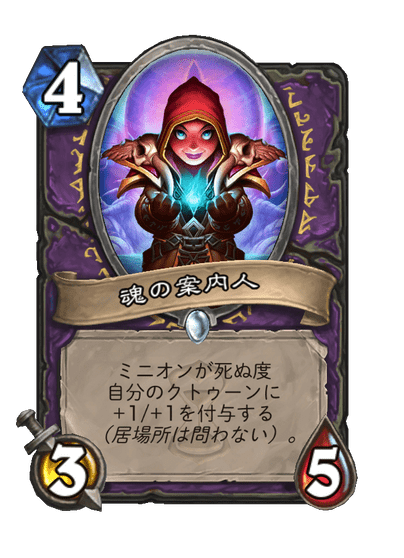 4
魂の案内人
ミニオンが死ぬ度
自分のクトゥーンに
+1/+1を付与する
（居場所は問わない）。
3
5